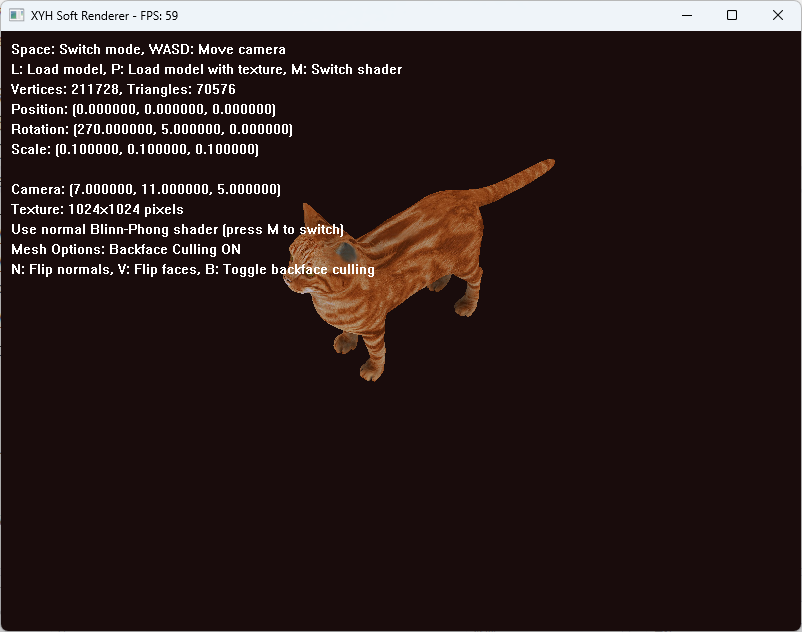 XYH Soft Renderer - FPS: 59
Space: Switch mode, WASD: Move camera
L: Load model, P: Load model with texture, M: Switch shader
Vertices: 211728, Triangles: 70576
Position: (0.000000, 0.000000, 0.000000)
Rotation: (270.000000, 5.000000, 0.000000)
Scale: (0.100000, 0.100000, 0.100000)
Camera: (7.000000, 11.000000, 5.000000)
Texture: 1024x1024 pixels
Use normal Blinn-Phong shader (press M to switch)
Mesh Options: Backface Culling ON
N: Flip normals, V: Flip faces, B: Toggle backface culling